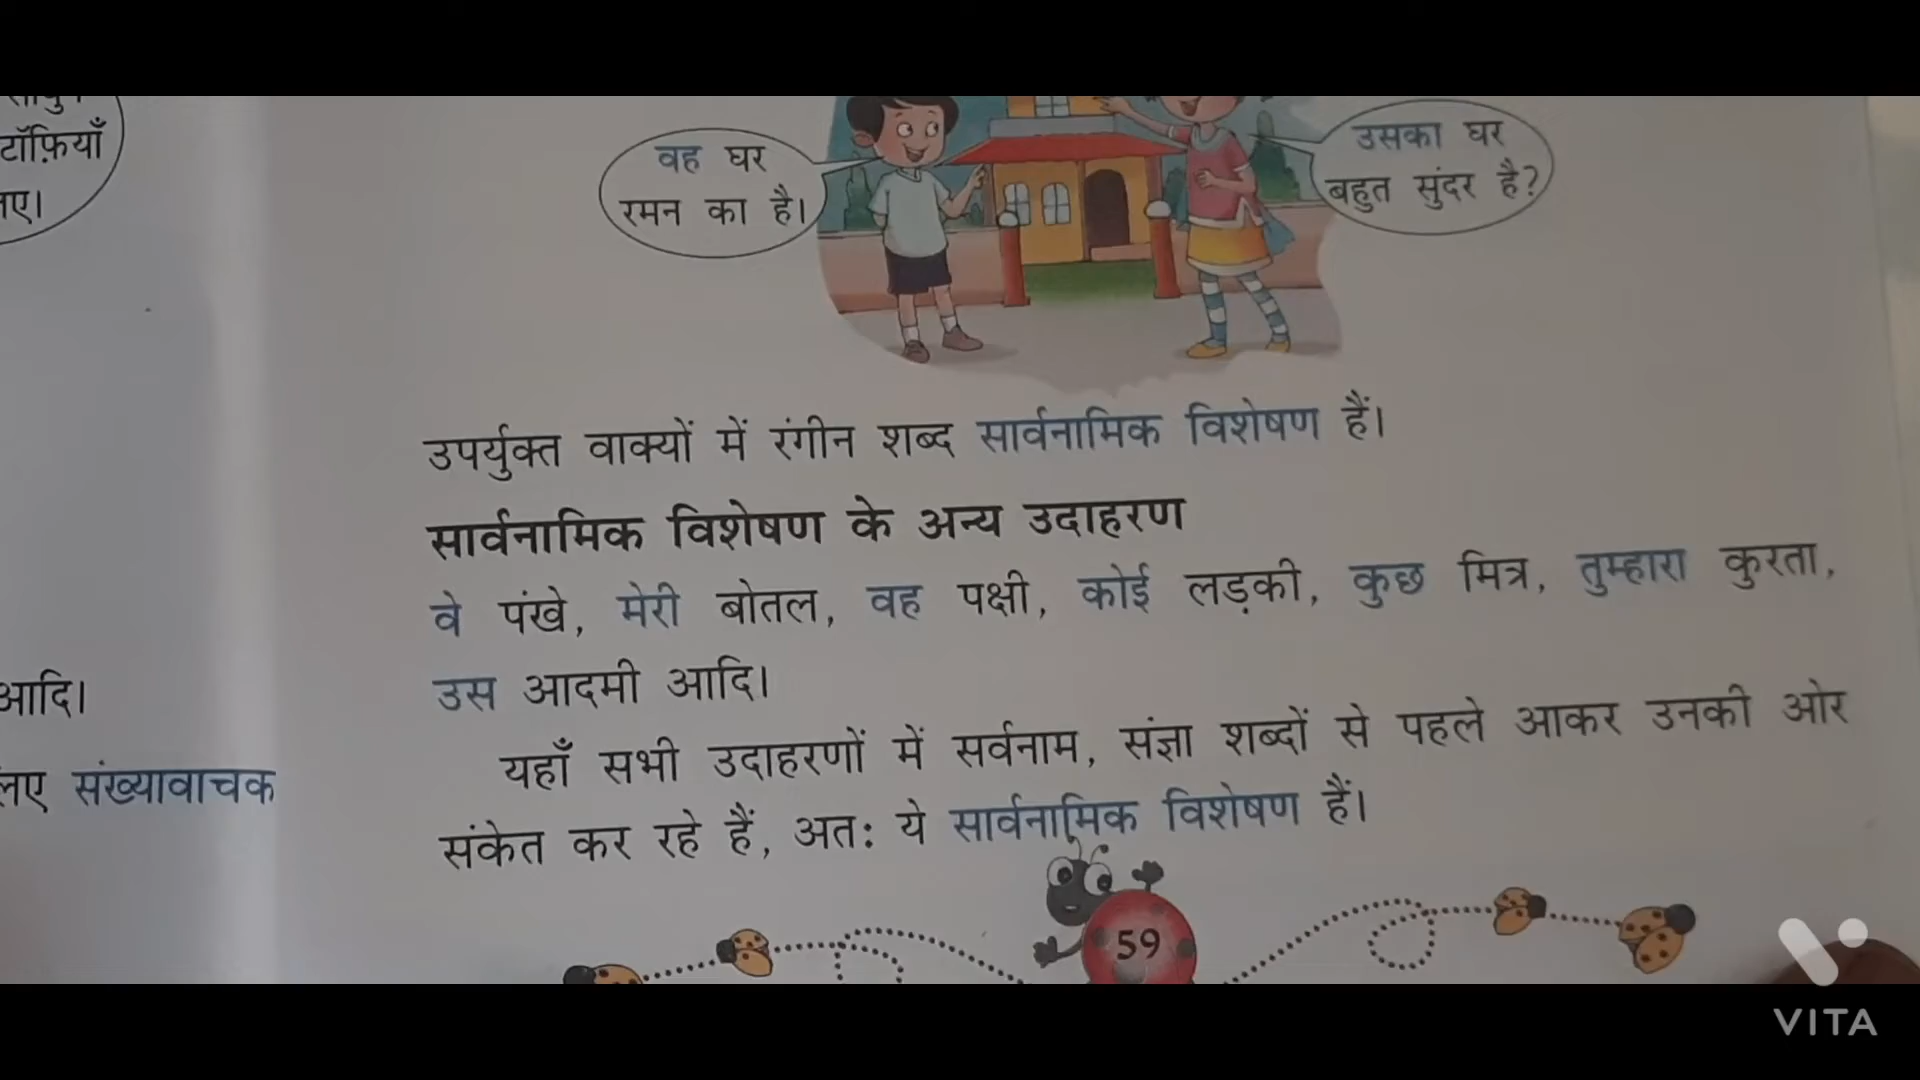 टॉफ़ियाँ
वह घर
रमन का है।
उसका घर
बहुत सुंदर है?
उपर्युक्त वाक्यों में रंगीन शब्द सार्वनामिक विशेषण हैं।
सार्वनामिक विशेषण के अन्य उदाहरण
वे पंखे, मेरी बोतल, वह पक्षी, कोई लड़की, कुछ मित्र, तुम्हारा कुरता,
उस आदमी आदि।
यहाँ सभी उदाहरणों में सर्वनाम, संज्ञा शब्दों से पहले आकर उनकी ओर
संकेत कर रहे हैं, अतः ये सार्वनामिक विशेषण हैं।
आदि।
संख्यावाचक
59
VITA